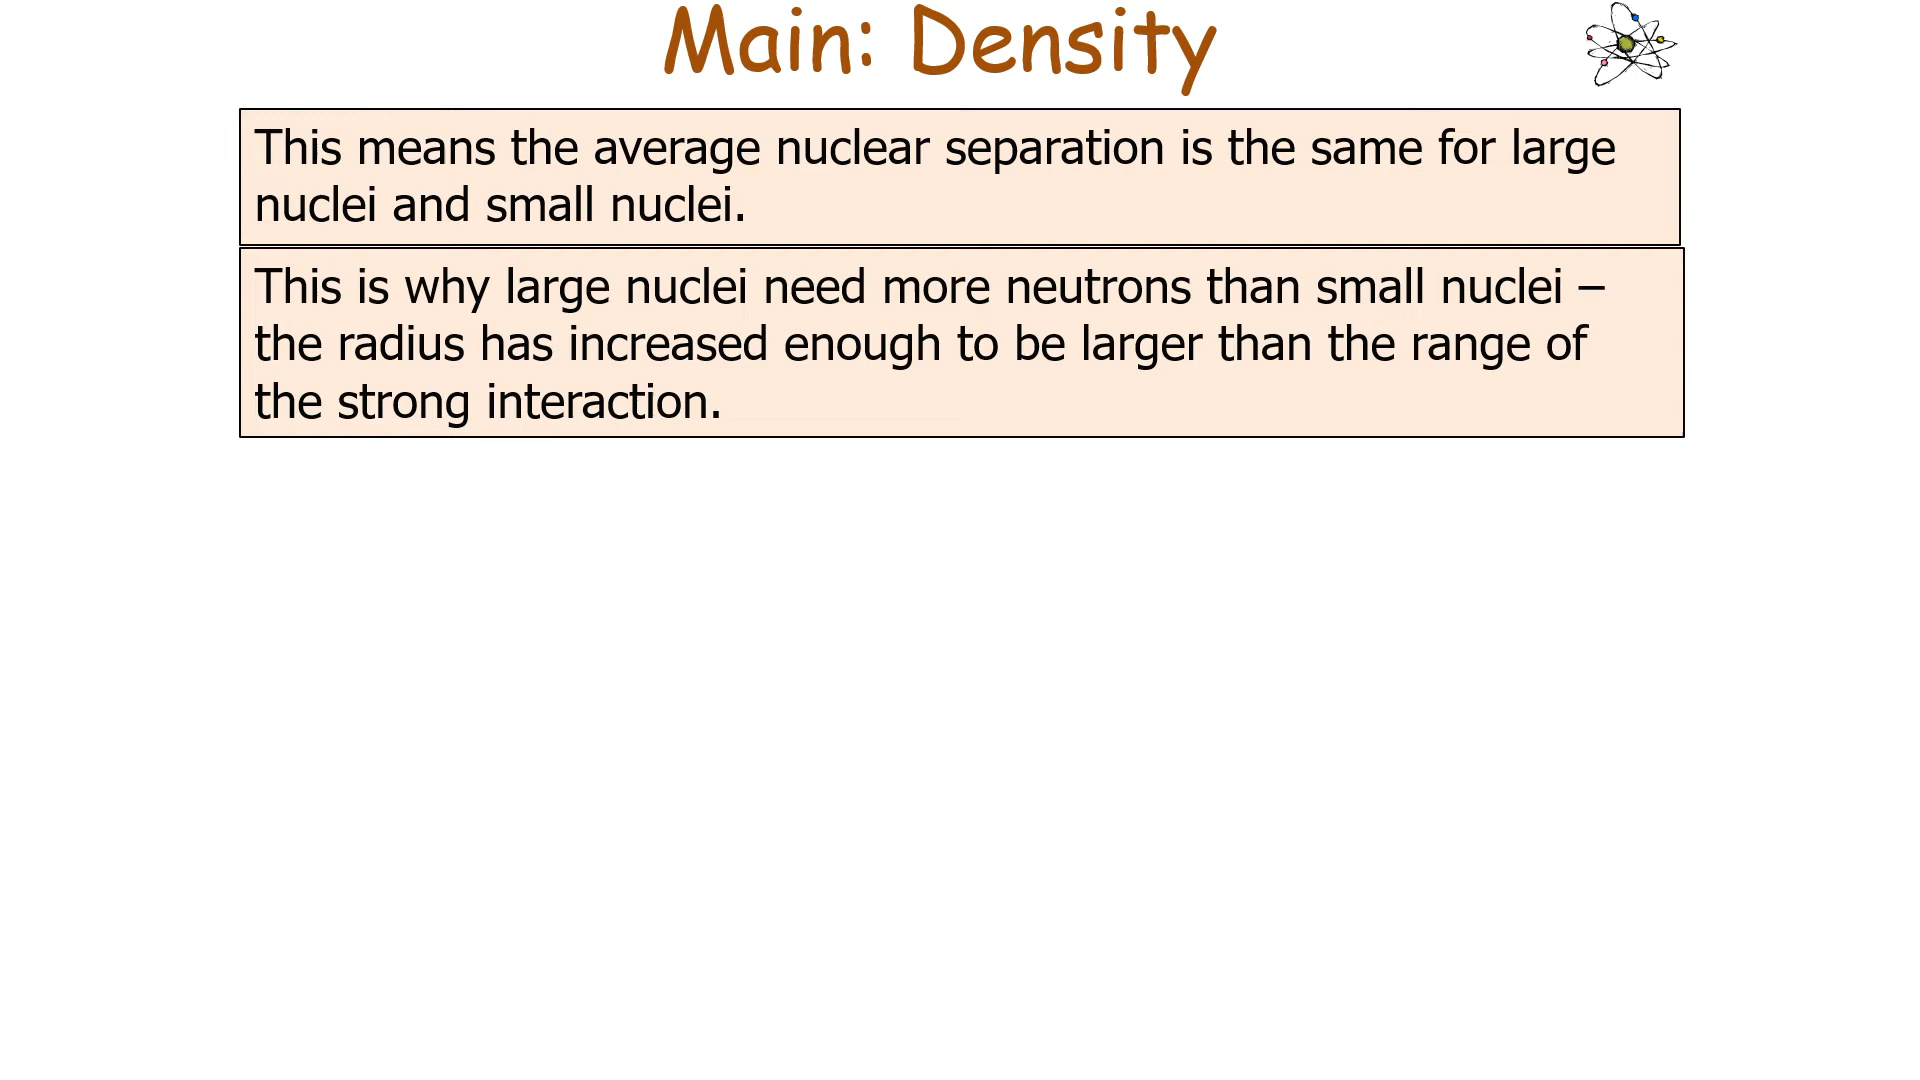 Main: Density
This means the average nuclear separation is the same for large
nuclei and small nuclei.
This is why large nuclei need more neutrons than small nuclei –
the radius has increased enough to be larger than the range of
the strong interaction.